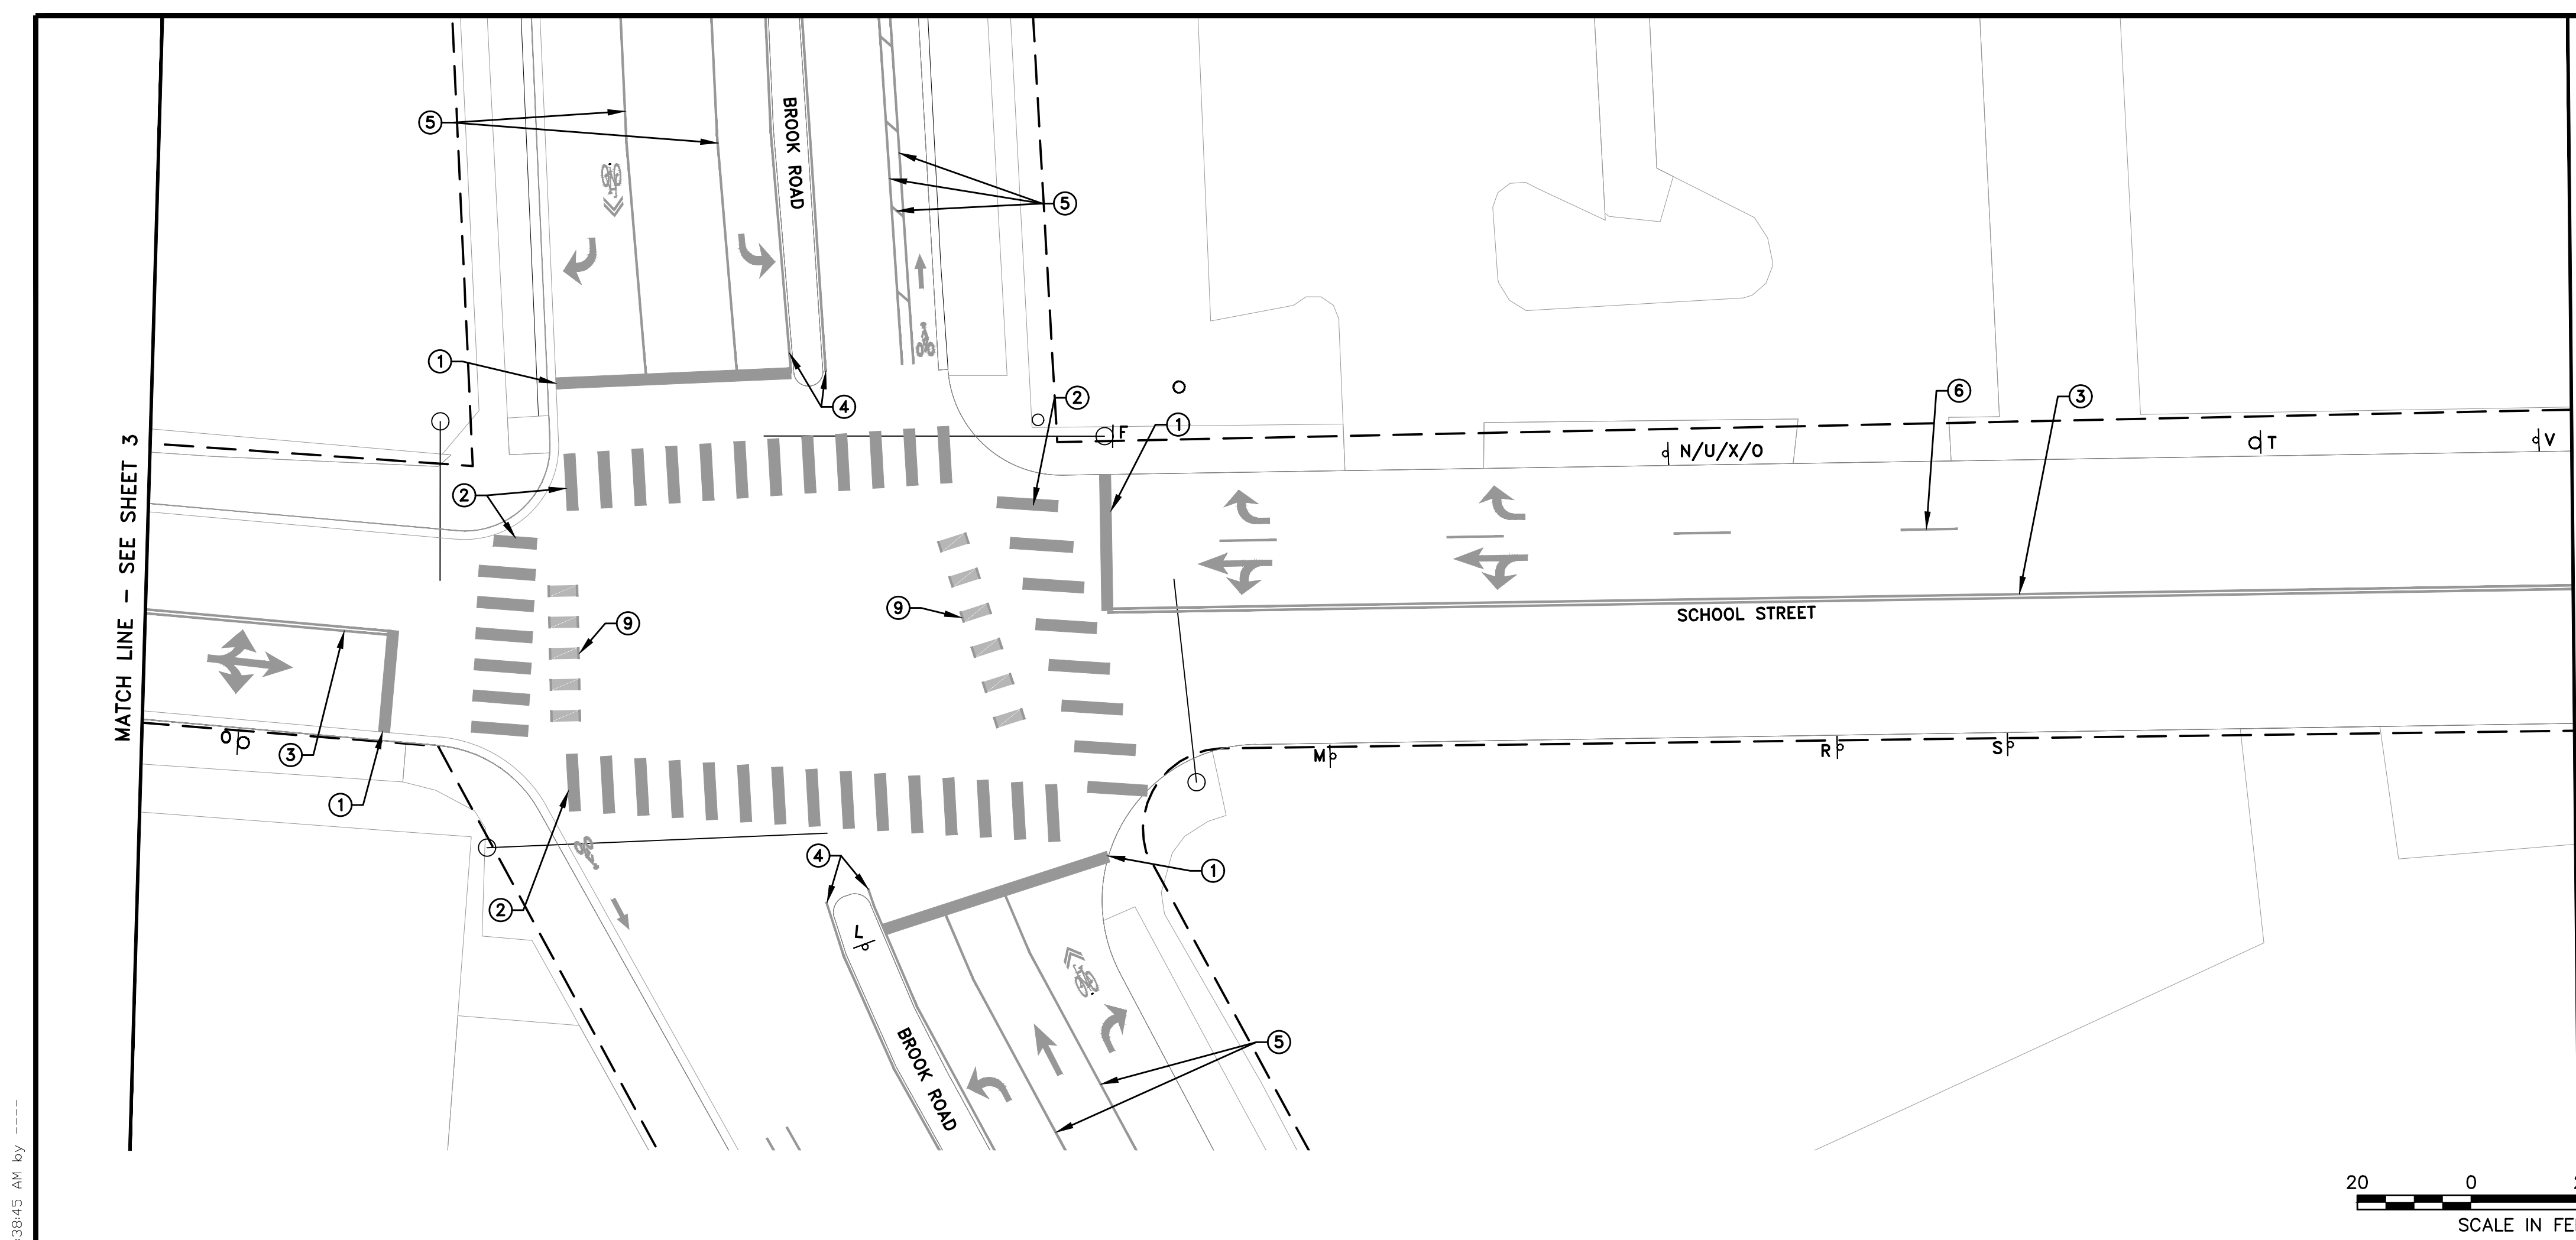 BROOK ROAD
5
5
1
4
2
1
6
3
F
N/U/X/O
T
V
2
MATCH LINE - SEE SHEET 3
9
9
SCHOOL STREET
O
3
M
R
S
1
4
1
2
L
5
BROOK ROAD
20 0
SCALE IN
:38:45 AM by ----